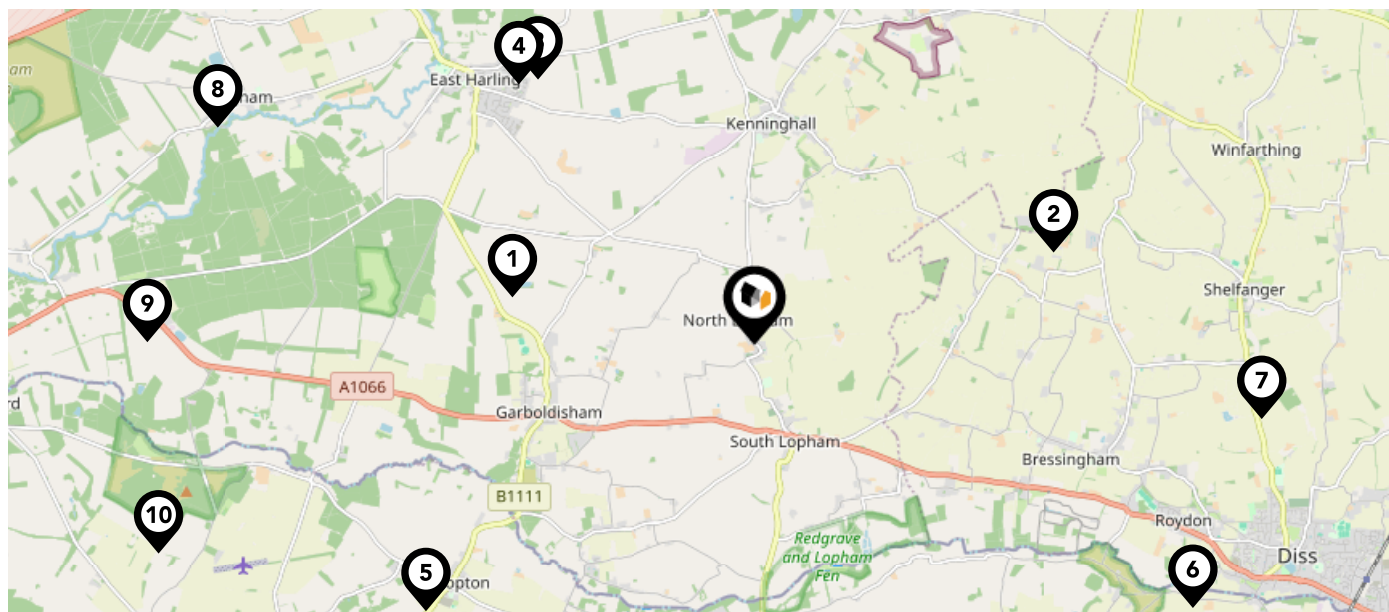 4
East Harling
8
Kenninghall
Winfarthing
2
1
Shelfanger
9
North
7
A1066
Garboldisham
South Lopham
Bressingham
B1111
10
Roydon
Redgrave
and Lopham
Fen
Diss
5
6